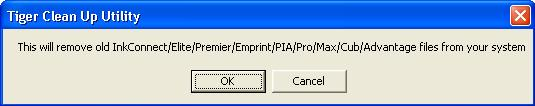 Tiger Clean Up Utility
This will remove old InkConnect/Elite/Premier/Emprint/PIA/Pro/Max/Cub/Advantage files from your system
OK
Cancel